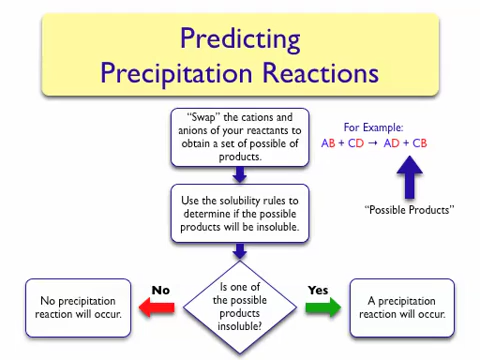 Predicting
Precipitation Reactions
"Swap" the cations and
anions of your reactants to
obtain a set of possible of
products.
For Example:
AB + CD → AD + CB
"Possible Products"
Use the solubility rules to
determine if the possible
products will be insoluble.
Is one of
the possible
products
insoluble?
No
No precipitation
reaction will occur.
Yes
A precipitation
reaction will occur.